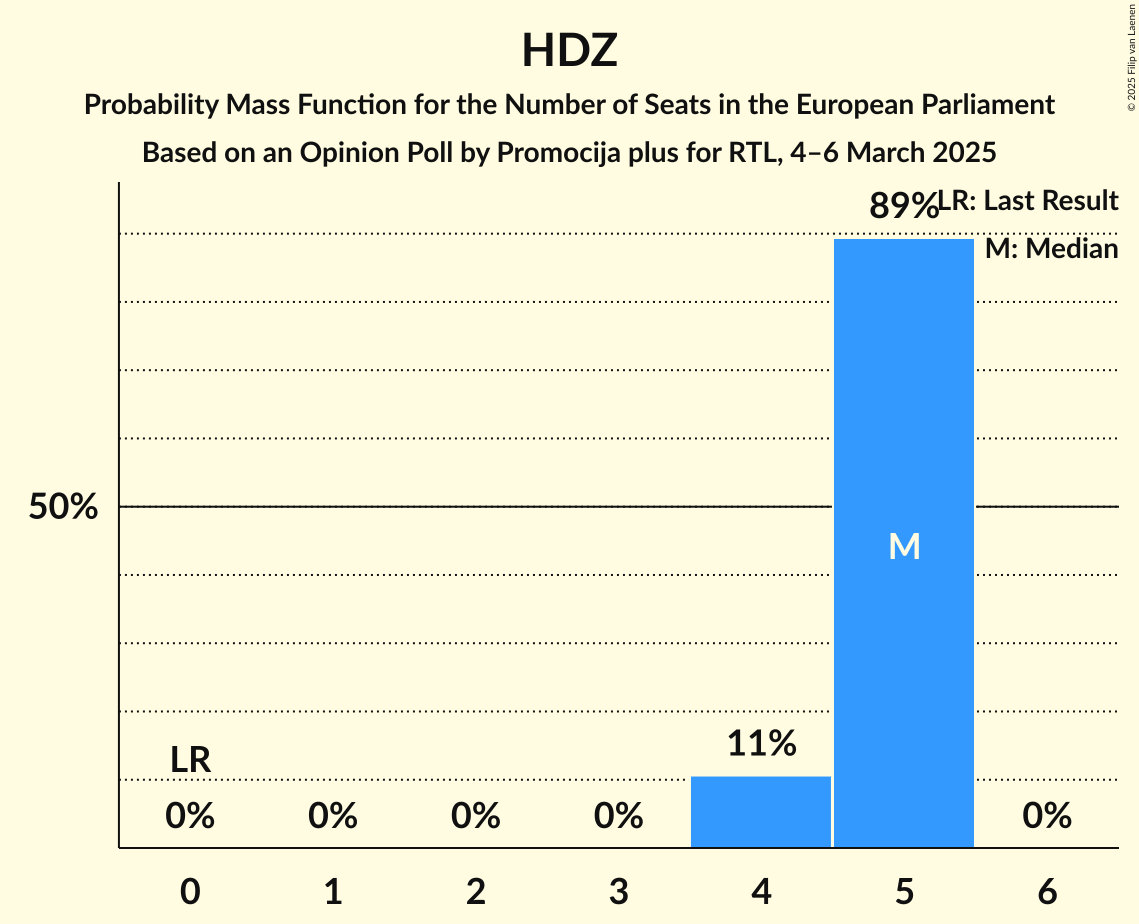 HDZ
Probability Mass Function for the Number of Seats in the European Parliament
Based on an Opinion Poll by Promocija plus for RTL, 4–6 March 2025
© 2025 Filip van Laenen
89%
LR: Last Result
M: Median
50%
M
LR
11%
0%
0%
0%
0%
0%
0
1
2
3
4
5
6